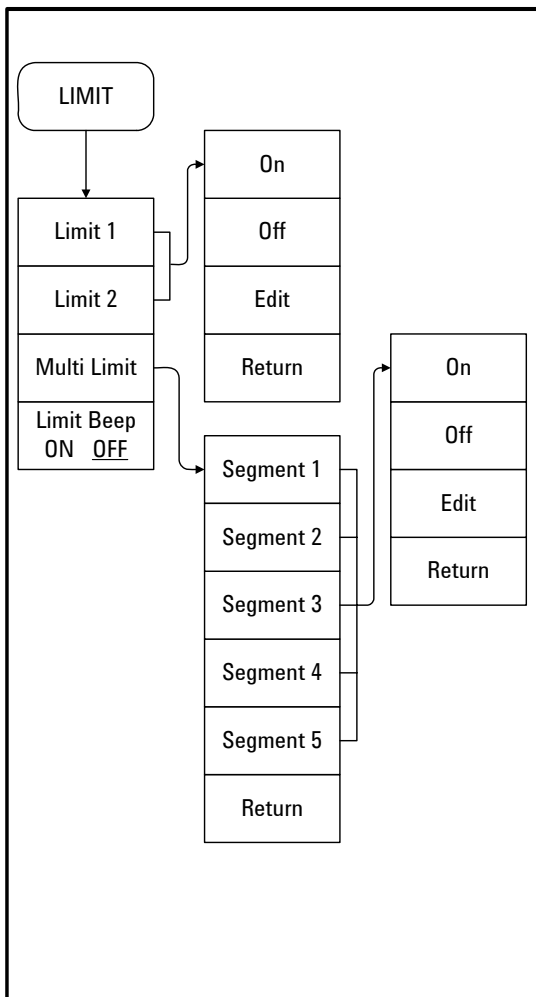 LIMIT
Limit 1
Limit 2
Multi Limit
Limit Beep
ON OFF
On
Off
Edit
Return
Segment 1
Segment 2
Segment 3
Segment 4
Segment 5
Return
On
Off
Edit
Return